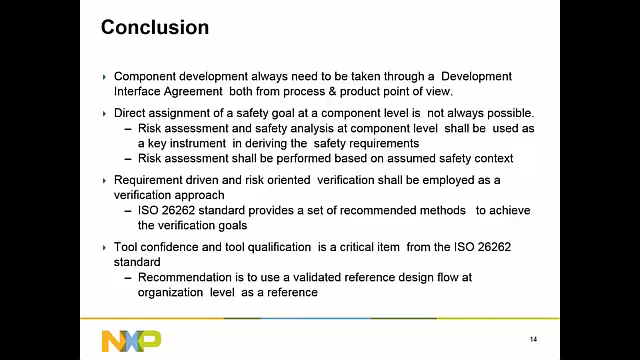 Conclusion
Component development always need to be taken through a Development
Interface Agreement both from process & product point of view.
Direct assignment of a safety goal at a component level is not always possible.
– Risk assessment and safety analysis at component level shall be used as
a key instrument in deriving the safety requirements
– Risk assessment shall be performed based on assumed safety context
Requirement driven and risk oriented verification shall be employed as a
verification approach
– ISO 26262 standard provides a set of recommended methods to achieve
the verification goals
Tool confidence and tool qualification is a critical item from the ISO 26262
standard
– Recommendation is to use a validated reference design flow at
organization level as a reference
NXP
14